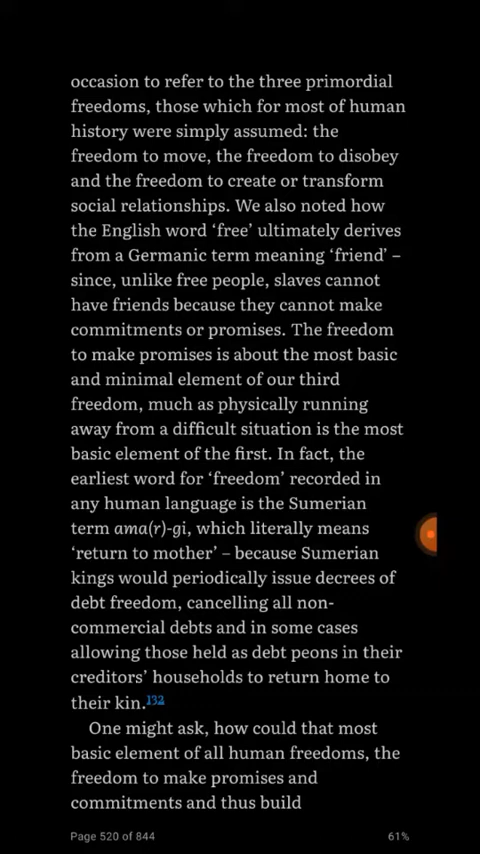 occasion to refer to the three primordial
freedoms, those which for most of human
history were simply assumed: the
freedom to move, the freedom to disobey
and the freedom to create or transform
social relationships. We also noted how
the English word ‘free’ ultimately derives
from a Germanic term meaning ‘friend’ –
since, unlike free people, slaves cannot
have friends because they cannot make
commitments or promises. The freedom
to make promises is about the most basic
and minimal element of our third
freedom, much as physically running
away from a difficult situation is the most
basic element of the first. In fact, the
earliest word for ‘freedom’ recorded in
any human language is the Sumerian
term ama(r)-gi, which literally means
‘return to mother’ – because Sumerian
kings would periodically issue decrees of
debt freedom, cancelling all non-
commercial debts and in some cases
allowing those held as debt peons in their
creditors’ households to return home to
their kin.132
One might ask, how could that most
basic element of all human freedoms, the
freedom to make promises and
commitments and thus build
Page 520 of 844 61%